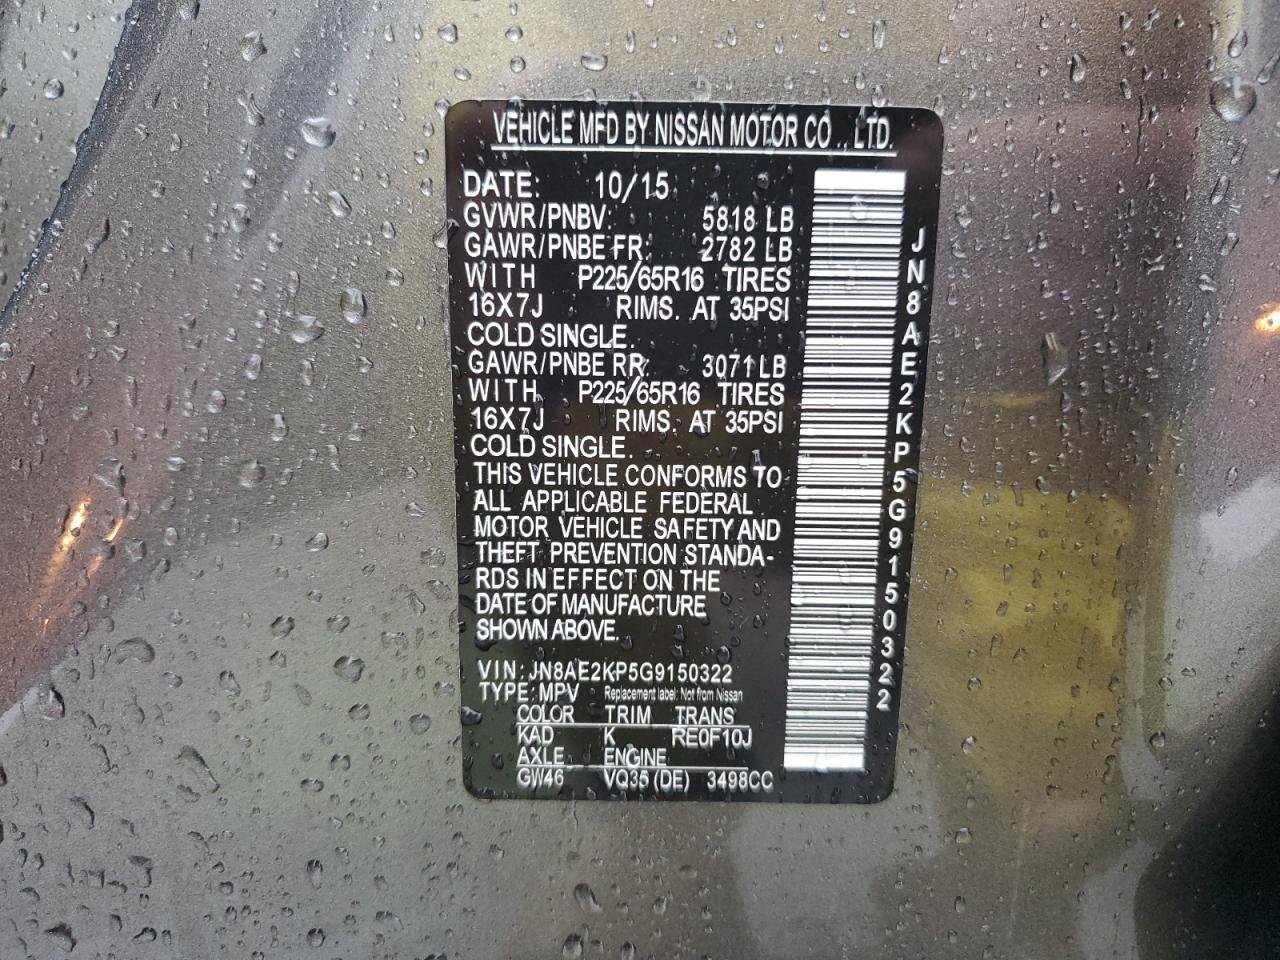 VEHICLE MFD BY NISSAN MOTOR CO., LTD.
DATE: 10/15
GVWR/PNBV. 5818 LB
GAWR/PNBE FR. 2782 LB
WITH P225/65R16 TIRES
16X7J RIMS. AT 35PSI
COLD SINGLE.
GAWR/PNBE RR. 3071 LB
WITH P225/65R16 TIRES
16X7J RIMS. AT 35PSI
COLD SINGLE.
THIS VEHICLE CONFORMS TO
ALL APPLICABLE FEDERAL
MOTOR VEHICLE SAFETY AND
THEFT PREVENTION STANDA-
RDS IN EFFECT ON THE
DATE OF MANUFACTURE
SHOWN ABOVE.
VIN: JN8AE2KP5G9150322
TYPE: MPV Replacement label: Not from Nissan
COLOR TRIM TRANS
KAD K RE0F10J
AXLE ENGINE
GW46 VQ35 (DE) 3498CC
JN8AE2KP5G9150322